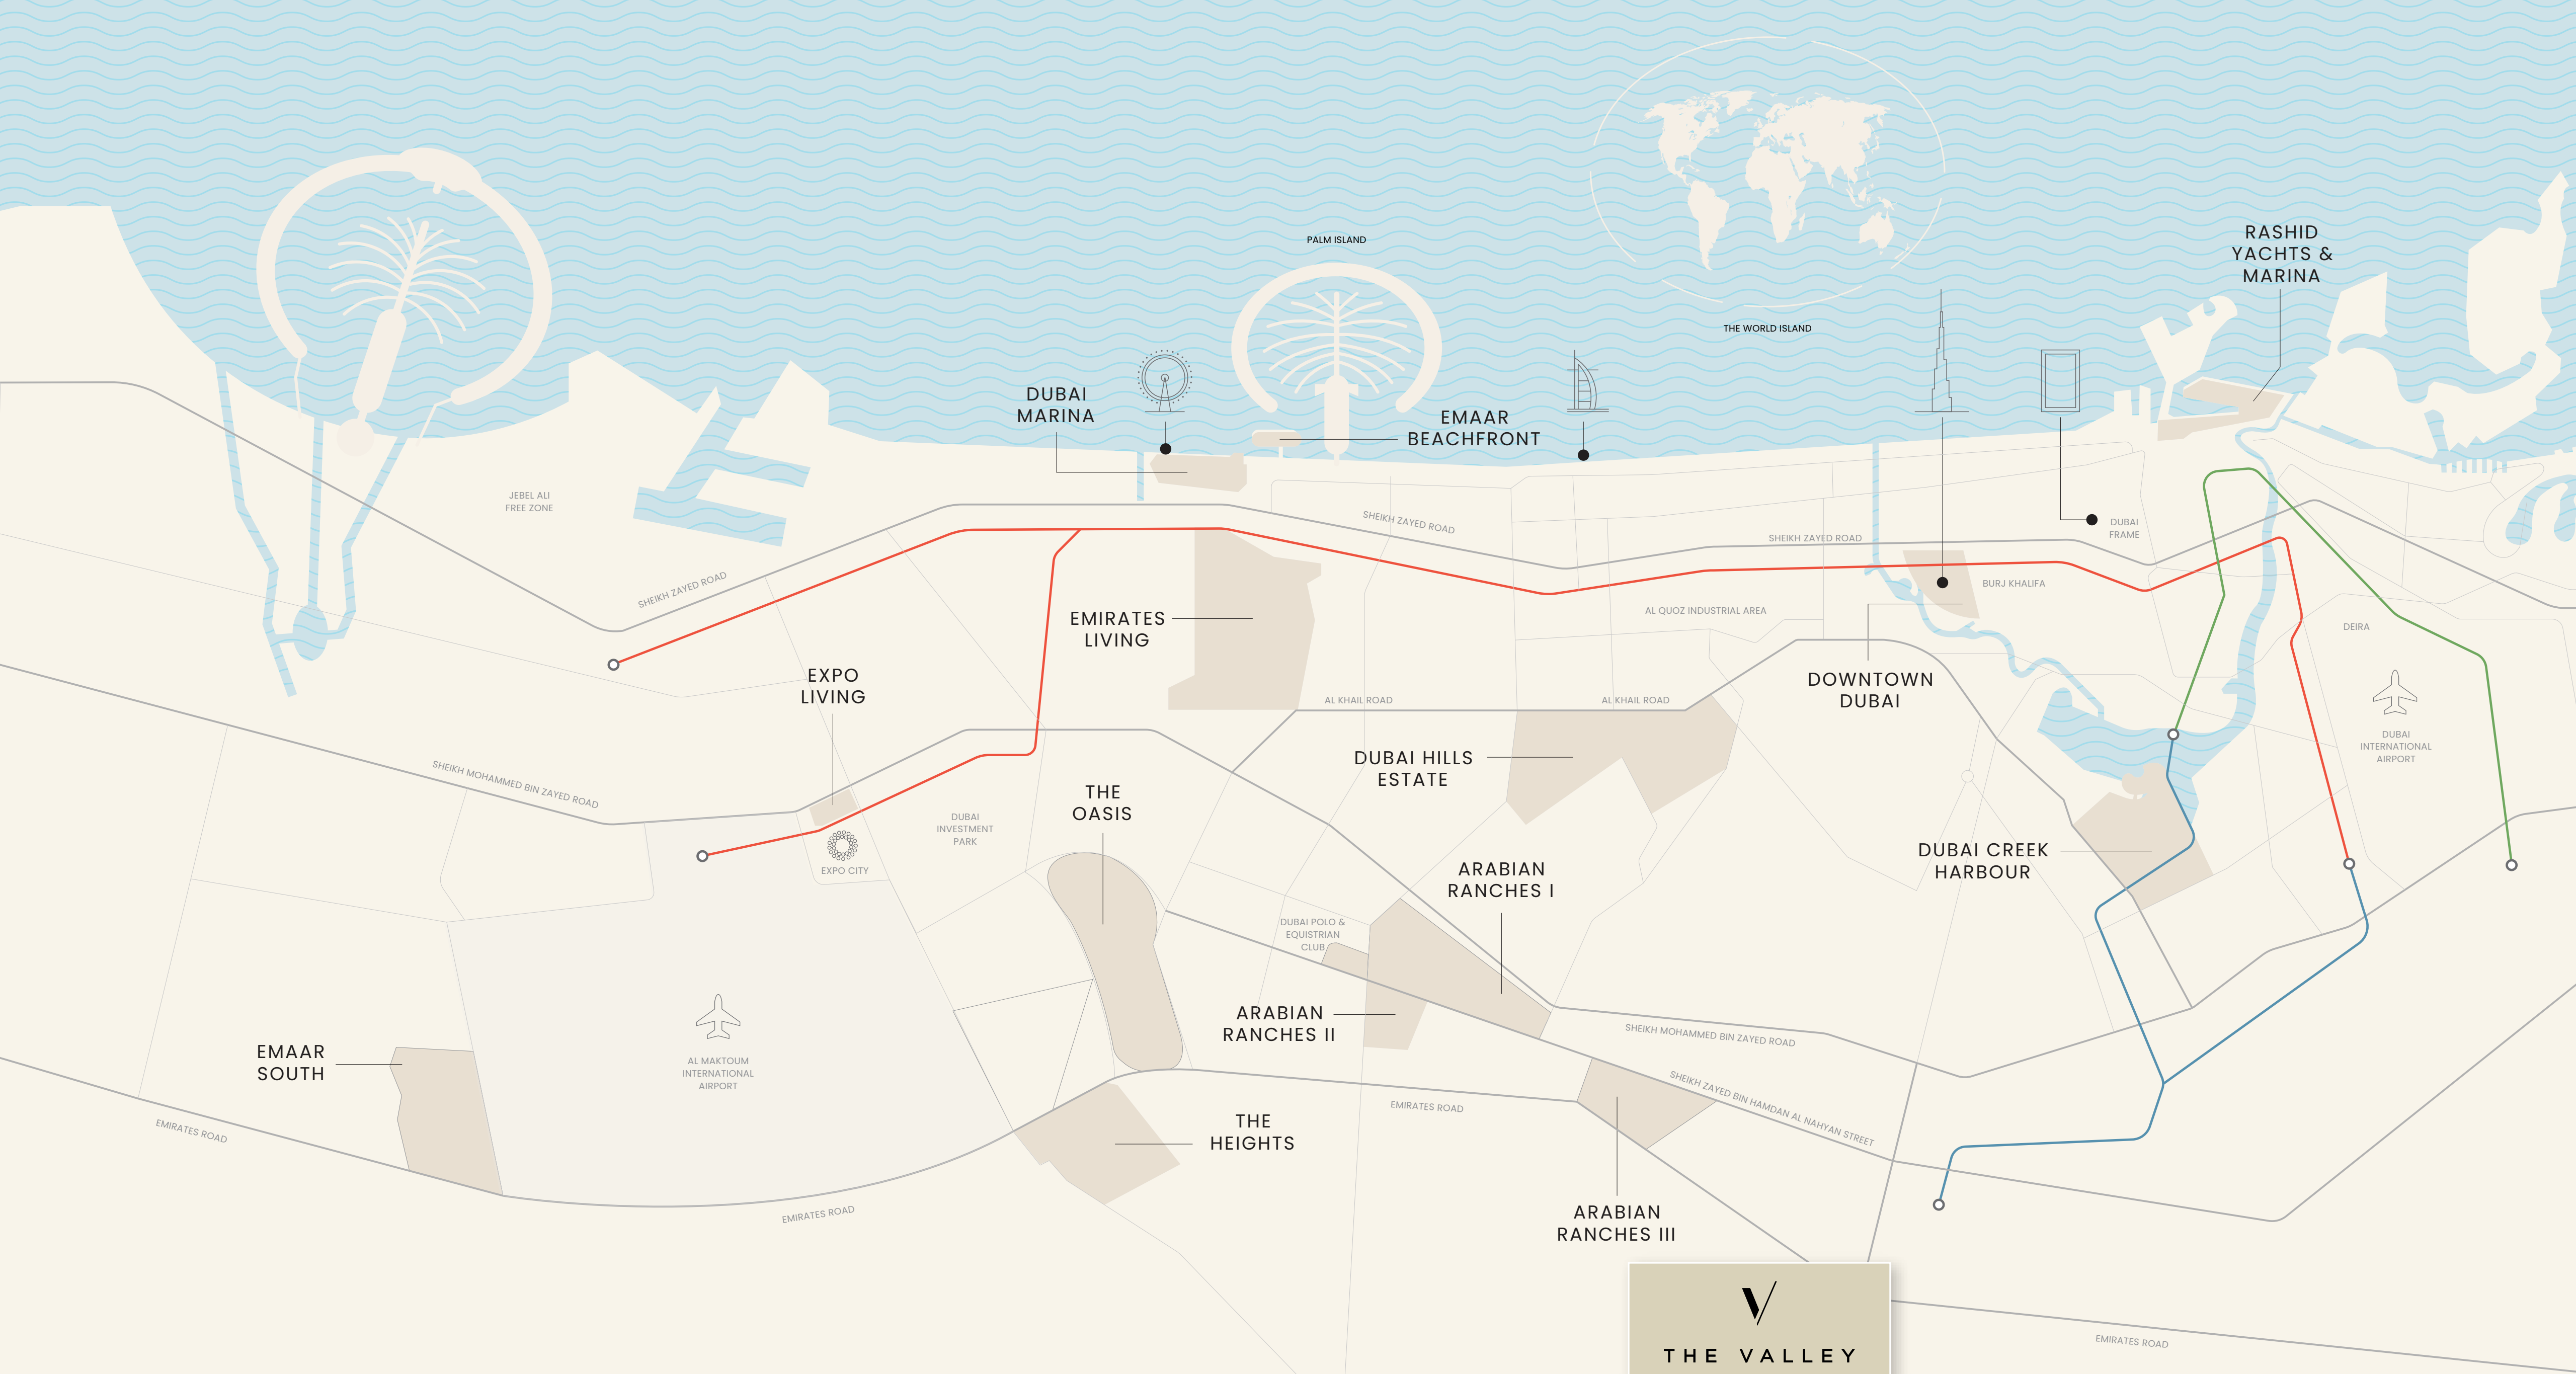 PALM ISLAND
THE WORLD ISLAND
RASHID
YACHTS &
MARINA
DUBAI
MARINA
EMAAR
BEACHFRONT
JEBEL ALI
FREE ZONE
SHEIKH ZAYED ROAD
SHEIKH ZAYED ROAD
SHEIKH ZAYED ROAD
DUBAI
FRAME
BURJ KHALIFA
AL QUOZ INDUSTRIAL AREA
DEIRA
EMIRATES
LIVING
EXPO
LIVING
AL KHAIL ROAD
AL KHAIL ROAD
DOWNTOWN
DUBAI
DUBAI
INTERNATIONAL
AIRPORT
SHEIKH MOHAMMED BIN ZAYED ROAD
DUBAI HILLS
ESTATE
THE
OASIS
DUBAI
INVESTMENT
PARK
EXPO CITY
DUBAI CREEK
HARBOUR
ARABIAN
RANCHES I
DUBAI POLO &
EQUISTRIAN
CLUB
ARABIAN
RANCHES II
SHEIKH MOHAMMED BIN ZAYED ROAD
EMAAR
SOUTH
AL MAKTOUM
INTERNATIONAL
AIRPORT
SHEIKH ZAYED BIN HAMDAN AL NAHYAN STREET
EMIRATES ROAD
EMIRATES ROAD
THE
HEIGHTS
EMIRATES ROAD
ARABIAN
RANCHES III
THE VALLEY
EMIRATES ROAD